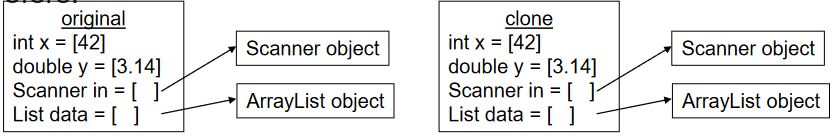 original
int x = [42]
double y = [3.14]
Scanner in = [ ]
List data = [ ]
Scanner object
ArrayList object
clone
int x = [42]
double y = [3.14]
Scanner in = [ ]
List data = [ ]
Scanner object
ArrayList object